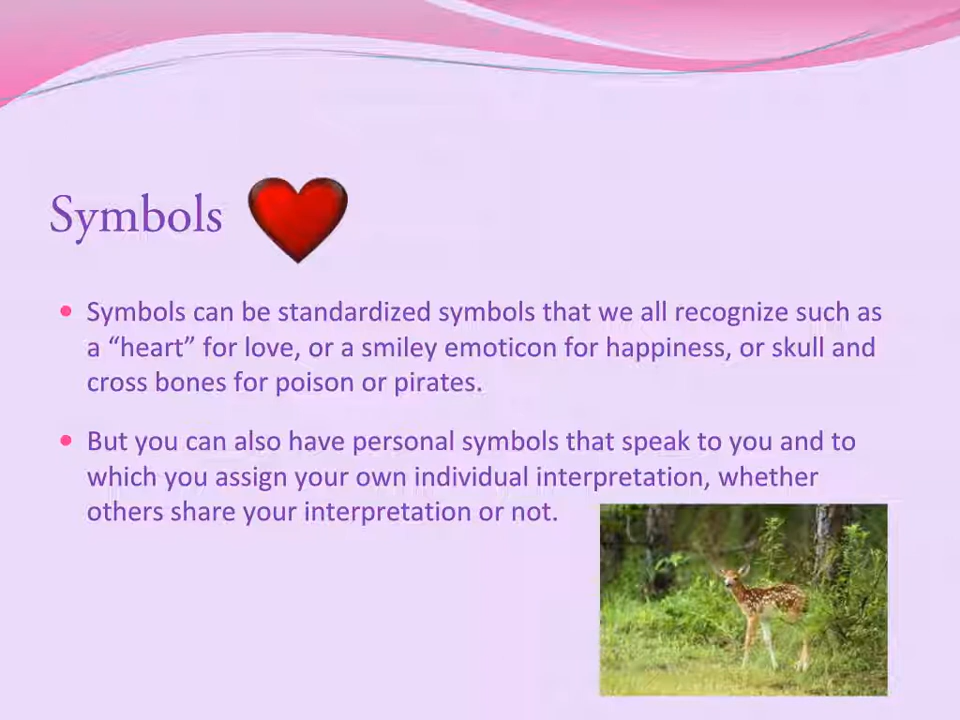 Symbols
Symbols can be standardized symbols that we all recognize such as
a “heart” for love, or a smiley emoticon for happiness, or skull and
cross bones for poison or pirates.
But you can also have personal symbols that speak to you and to
which you assign your own individual interpretation, whether
others share your interpretation or not.